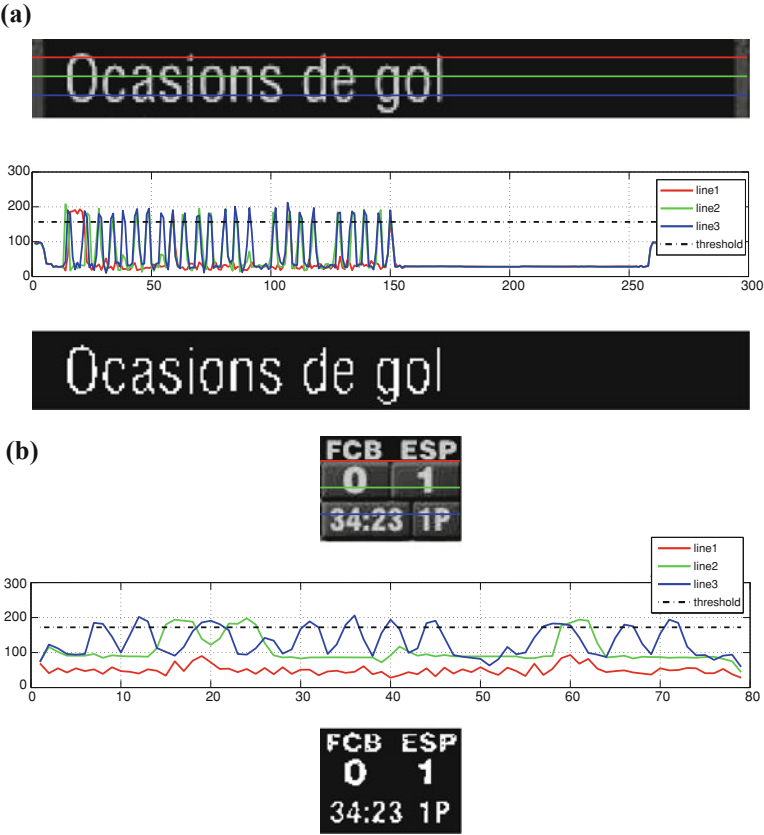 (a)
Ocasions de gol
300
200
100
0
line1
line2
line3
threshold
0 50 100 150 200 250 300
Ocasions de gol
(b)
FCB ESP
0 1
34:23 1P
300
200
100
0
line1
line2
line3
threshold
0 10 20 30 40 50 60 70 80
FCB ESP
0 1
34:23 1P